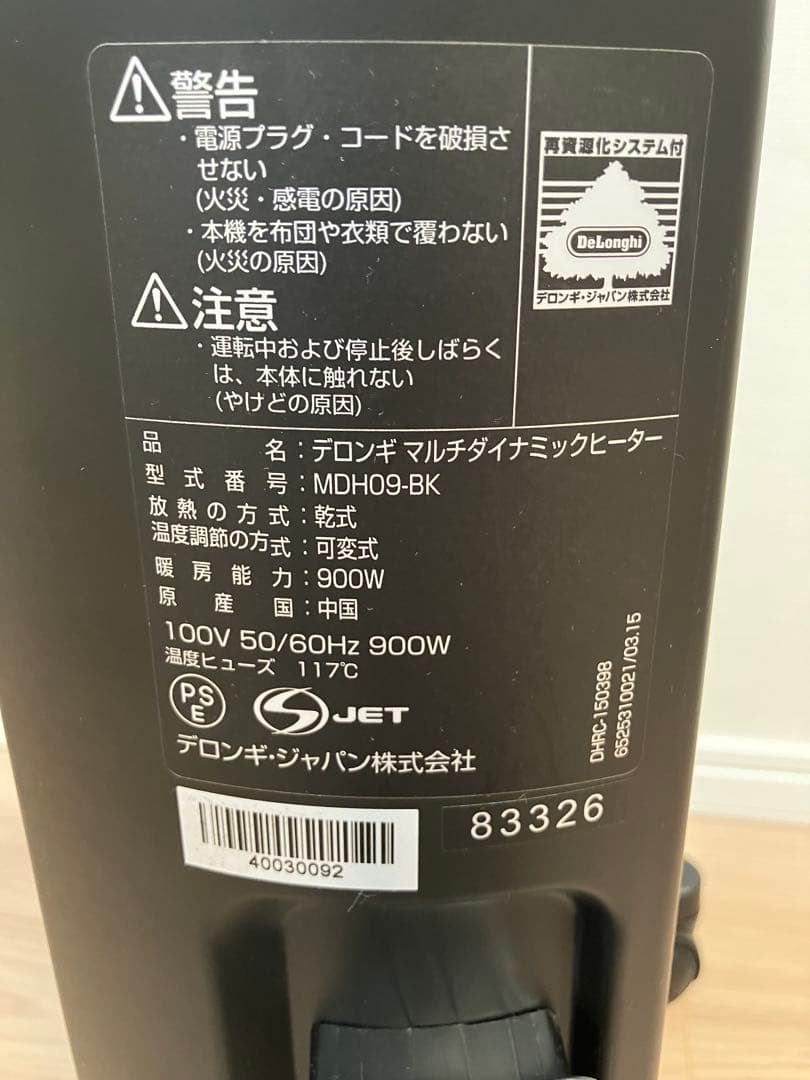 警告
・電源プラグ・コードを破損さ
せない
(火災・感電の原因)
・本機を布団や衣類で覆わない
(火災の原因)
注意
・運転中および停止後しばらく
は、本体に触れない
(やけどの原因)
再資源化システム付
DeLonghi
デロンギ・ジャパン株式会社
品名：デロンギ マルチダイナミックヒーター
型式番号：MDH09-BK
放熱の方式：乾式
温度調節の方式：可変式
暖房能力：900W
原産国：中国
100V 50/60Hz 900W
温度ヒューズ 117℃
PSE
S JET
デロンギ・ジャパン株式会社
DHRC-150398
6525310021/03.15
40030092
83326